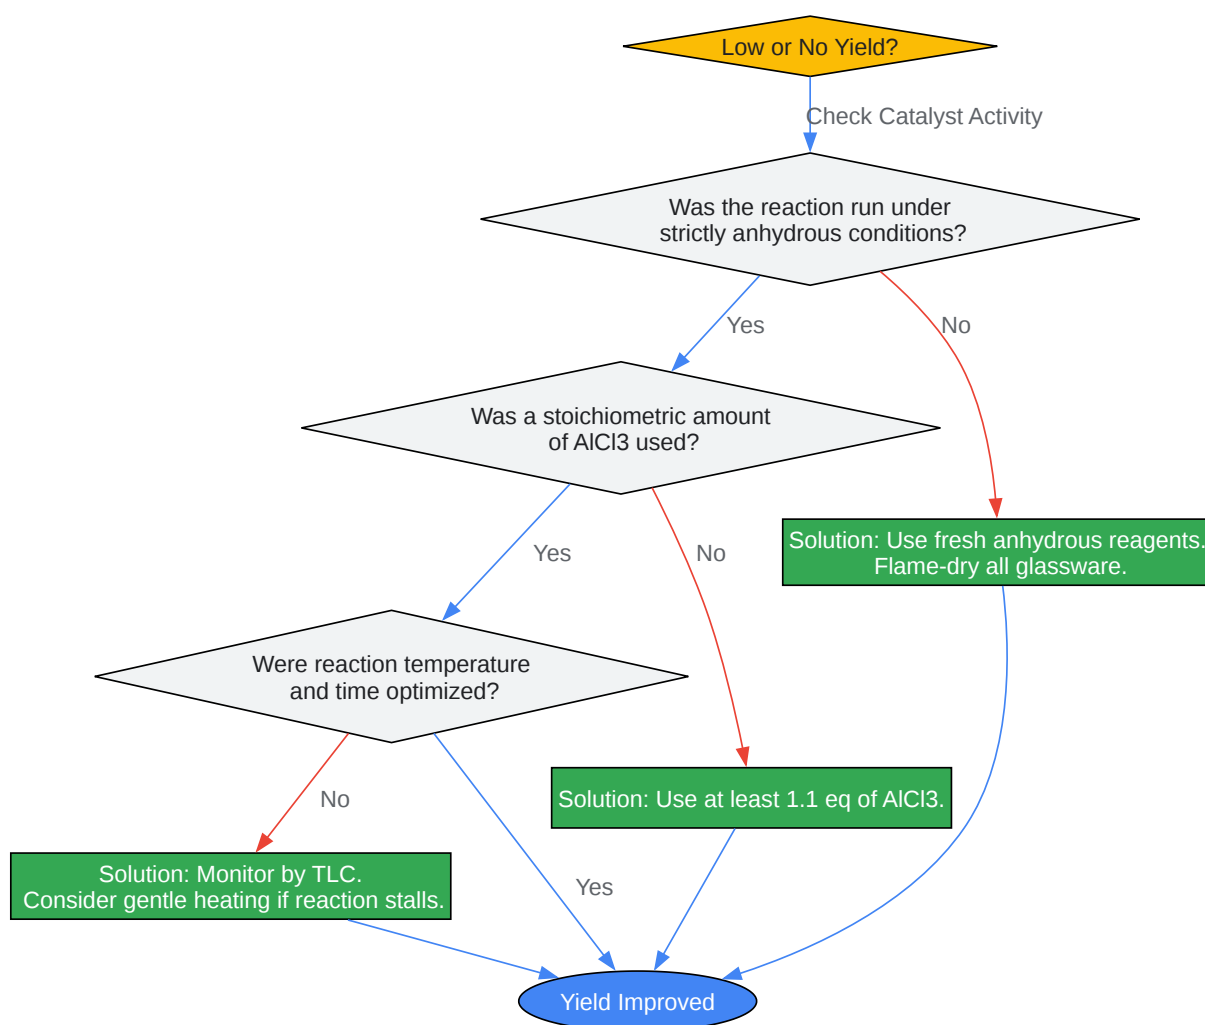 Low or No Yield?
Check Catalyst Activity
Was the reaction run under
strictly anhydrous conditions?
Yes
No
Was a stoichiometric amount
of AlCl3 used?
Yes
No
Solution: Use fresh anhydrous reagents.
Flame-dry all glassware.
Were reaction temperature
and time optimized?
No
Solution: Use at least 1.1 eq of AlCl3.
Solution: Monitor by TLC.
Consider gentle heating if reaction stalls.
Yes
Yield Improved